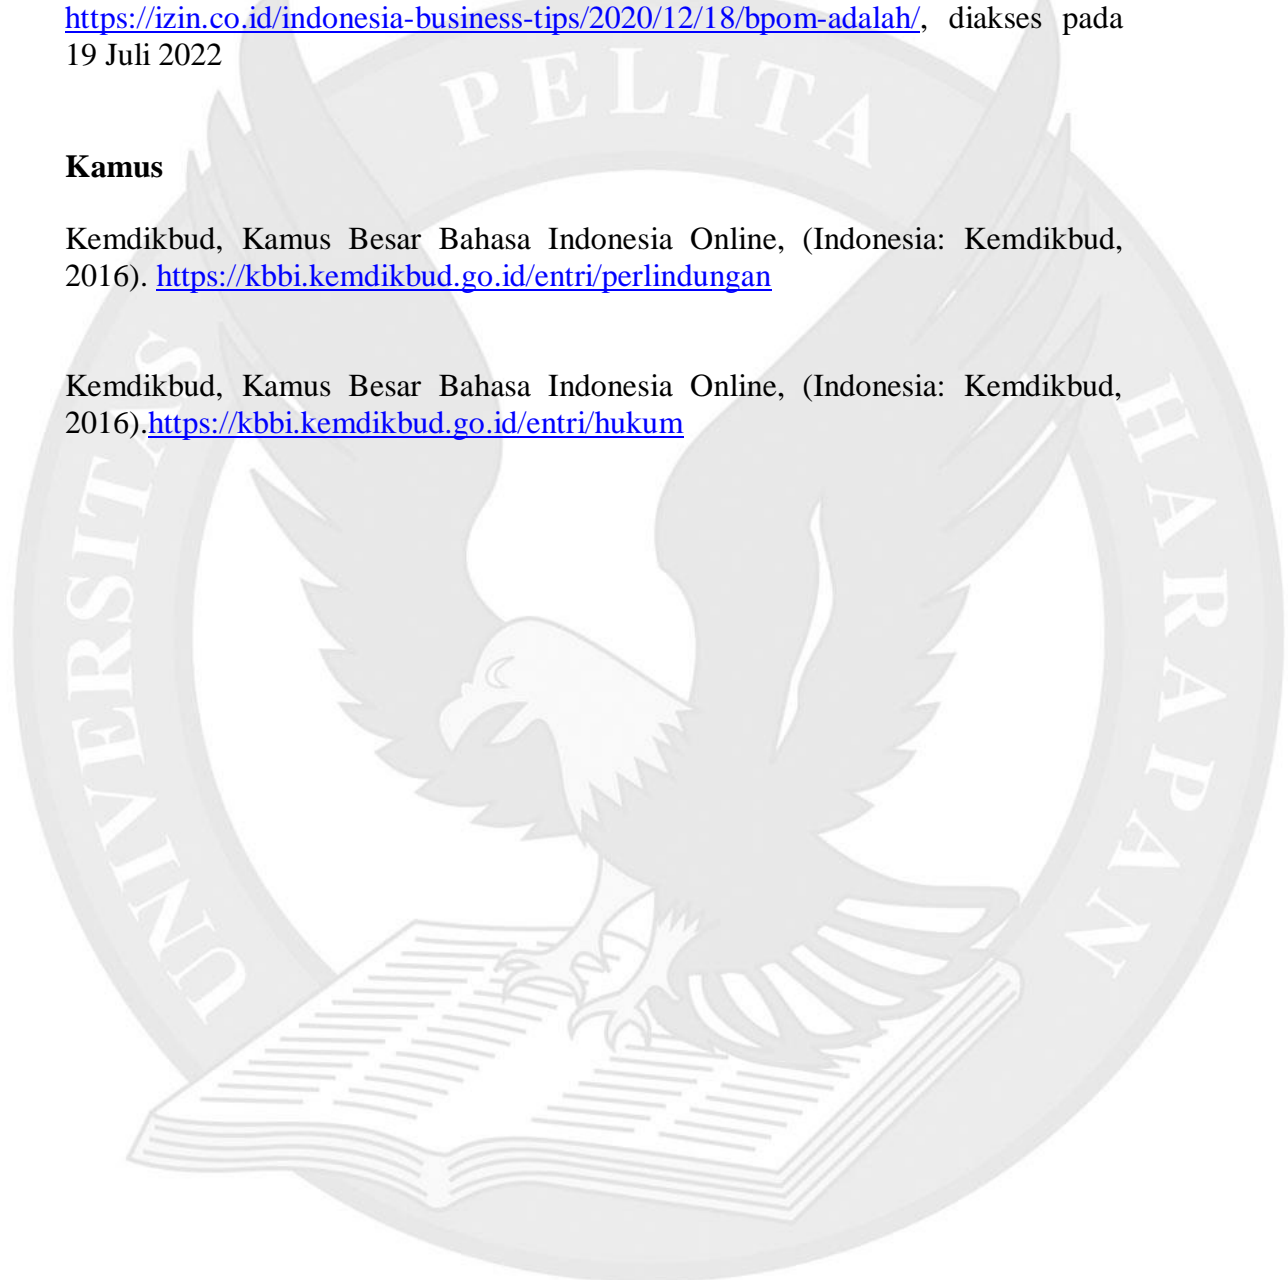 https://izin.co.id/indonesia-business-tips/2020/12/18/bpom-adalah/, diakses pada
19 Juli 2022
PELITA
Kamus
Kemdikbud, Kamus Besar Bahasa Indonesia Online, (Indonesia: Kemdikbud,
2016). https://kbbi.kemdikbud.go.id/entri/perlindungan
Kemdikbud, Kamus Besar Bahasa Indonesia Online, (Indonesia: Kemdikbud,
2016).https://kbbi.kemdikbud.go.id/entri/hukum
UNIVERSITAS
HARAPAN